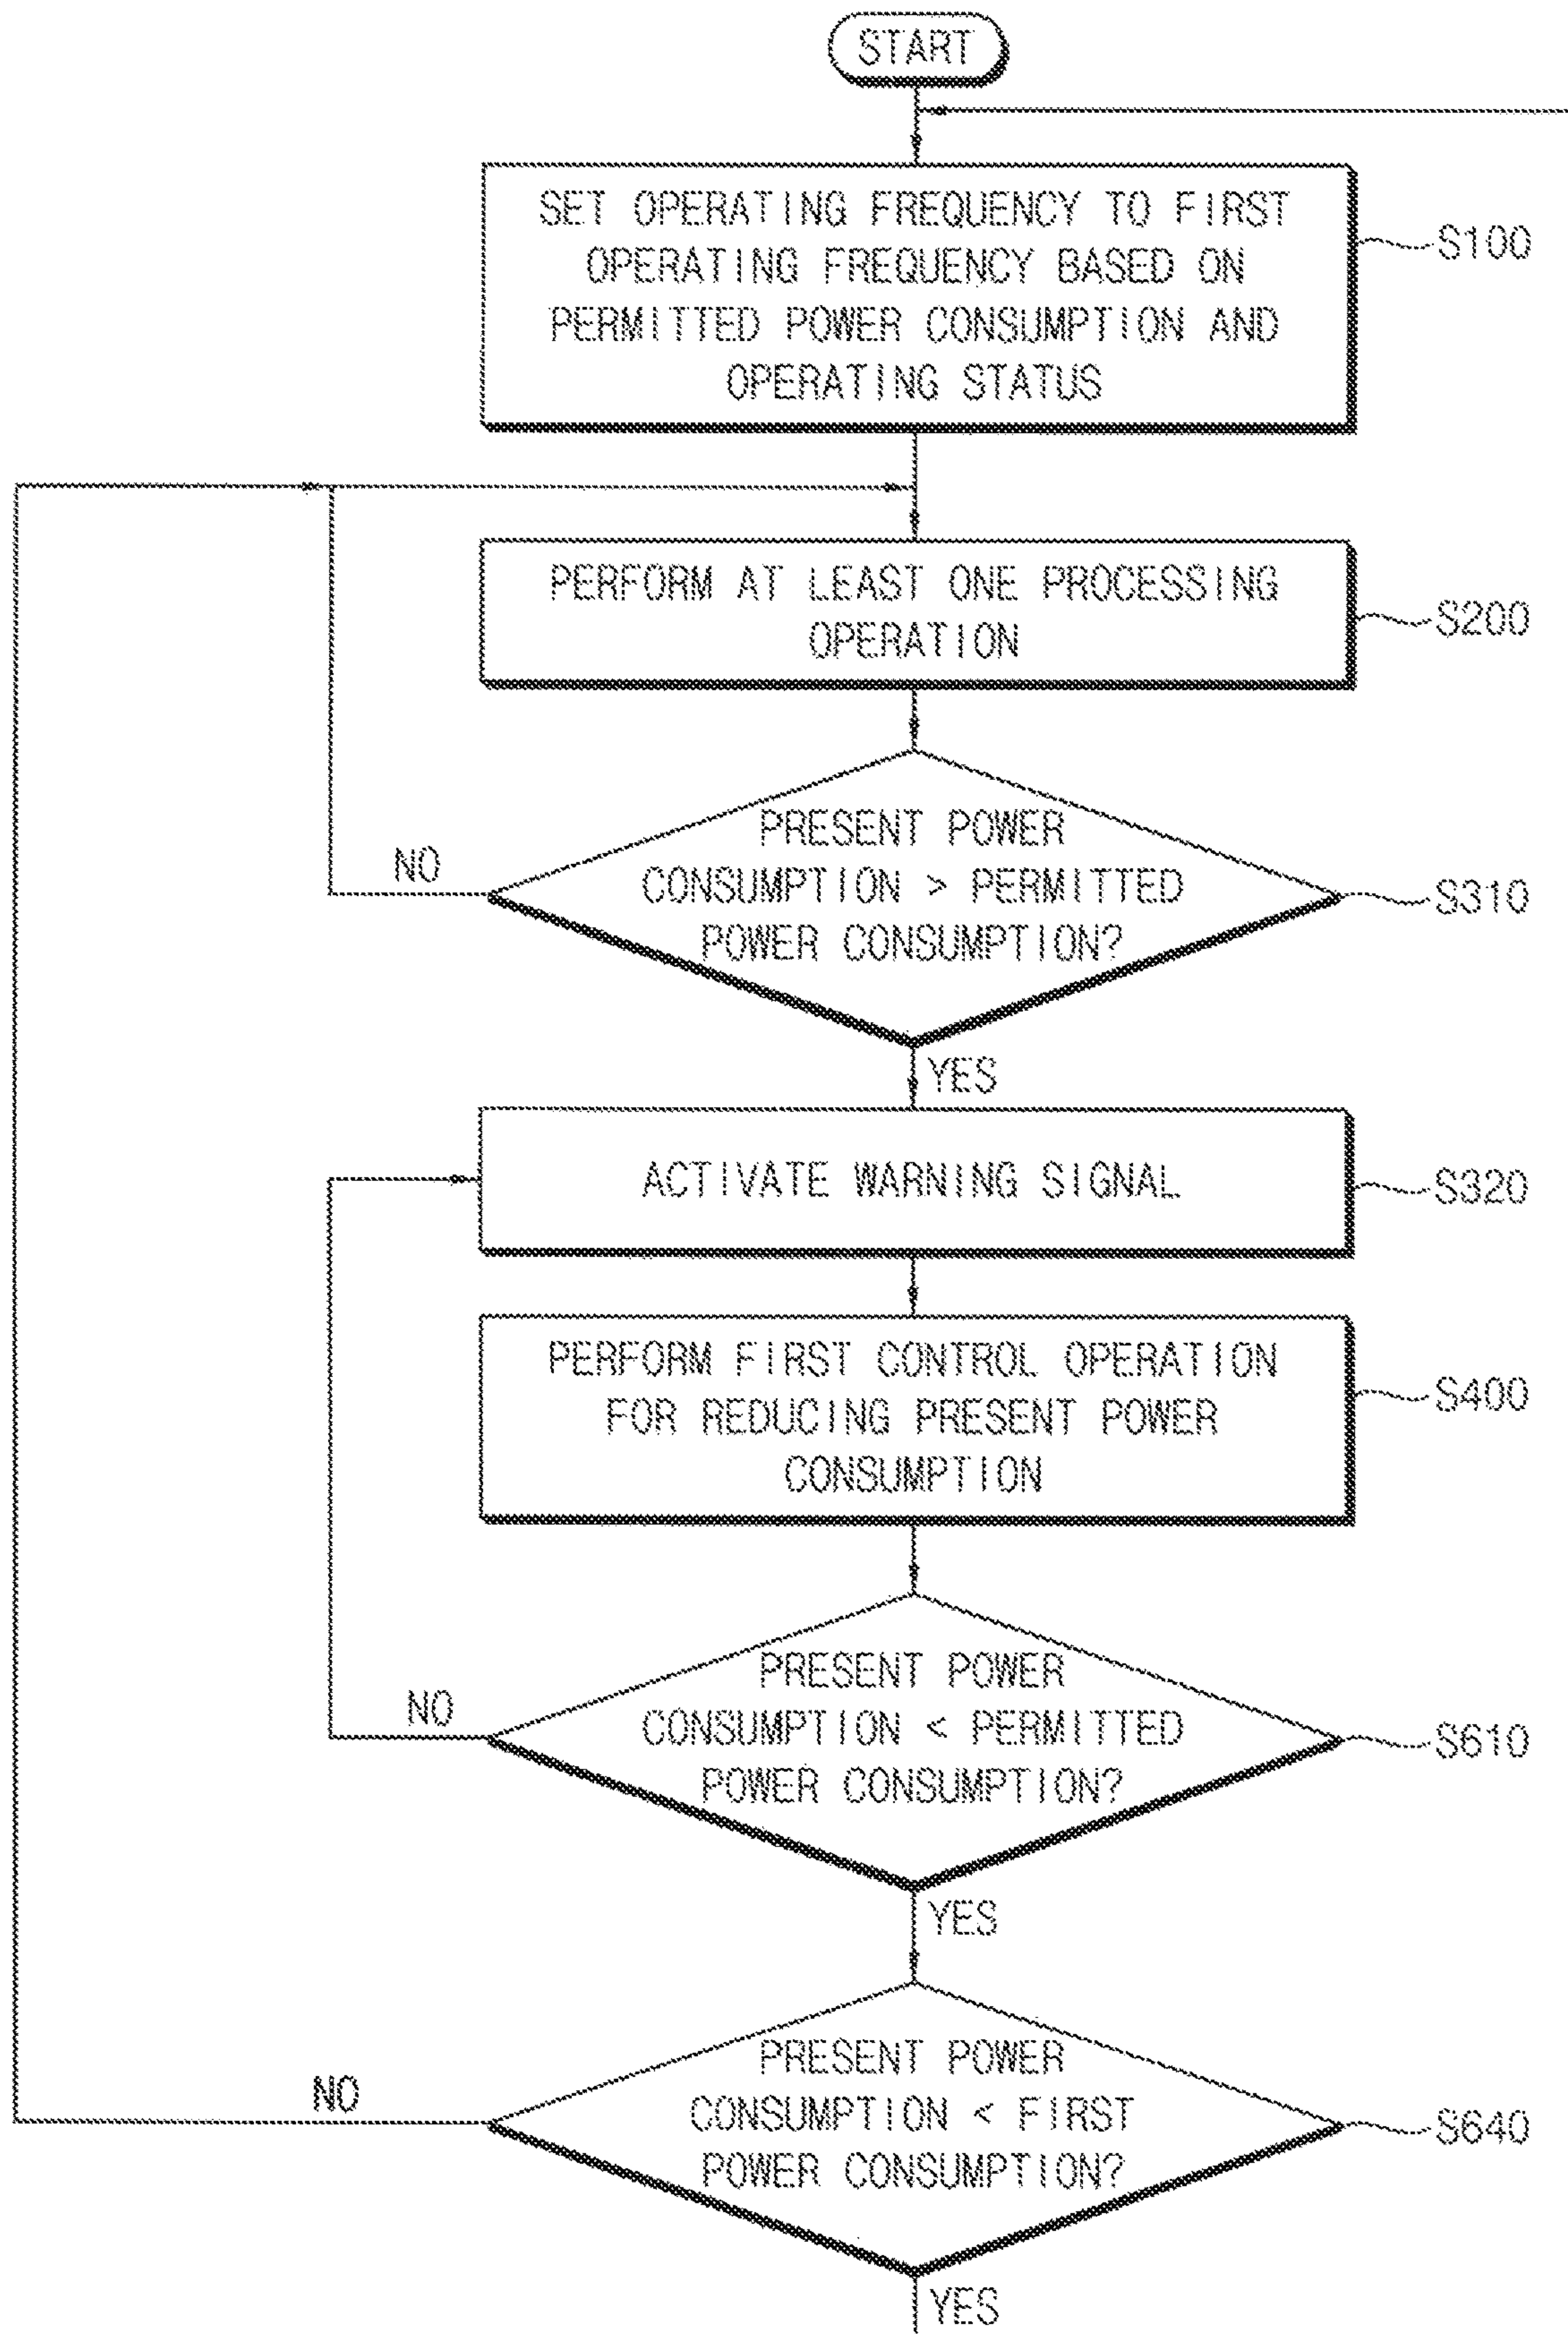 START
SET OPERATING FREQUENCY TO FIRST
OPERATING FREQUENCY BASED ON
PERMITTED POWER CONSUMPTION AND
OPERATING STATUS
S100
PERFORM AT LEAST ONE PROCESSING
OPERATION
S200
PRESENT POWER
CONSUMPTION > PERMITTED
POWER CONSUMPTION?
NO
S310
YES
ACTIVATE WARNING SIGNAL
S320
PERFORM FIRST CONTROL OPERATION
FOR REDUCING PRESENT POWER
CONSUMPTION
S400
PRESENT POWER
CONSUMPTION < PERMITTED
POWER CONSUMPTION?
NO
S610
YES
PRESENT POWER
CONSUMPTION < FIRST
POWER CONSUMPTION?
NO
S640
YES